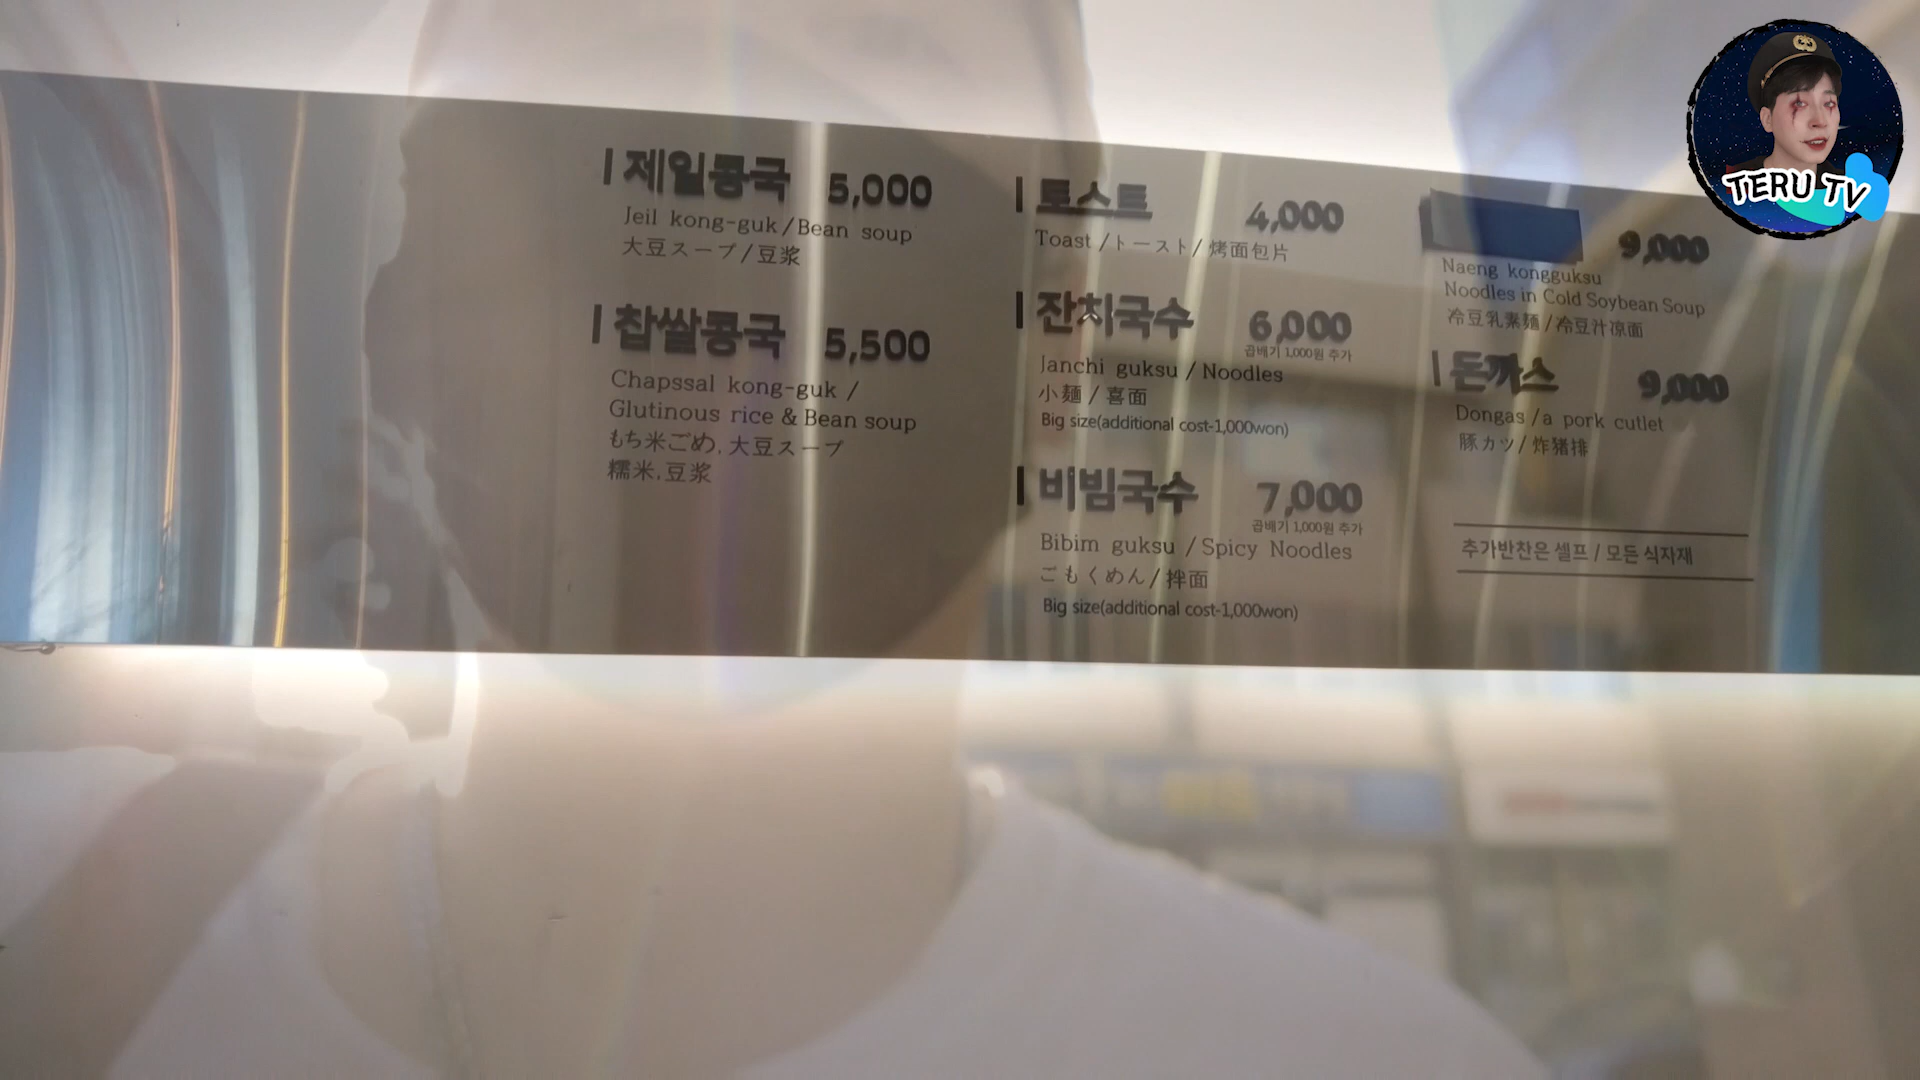 제일콩국 5,000
Jeil kong-guk/Bean soup
大豆スープ/豆浆
찹쌀콩국 5,500
Chapssal kong-guk /
Glutinous rice & Bean soup
もち米ごめ,大豆スープ
糯米,豆浆
토스트 4,000
Toast/トースト/烤面包片
잔치국수 6,000
곱배기 1,000원 추가
Janchi guksu / Noodles
小麺 / 喜面
Big size(additional cost-1,000won)
비빔국수 7,000
곱배기 1,000원 추가
Bibim guksu / Spicy Noodles
ごもくめん/拌面
Big size(additional cost-1,000won)
9,000
Naeng kongguksu
Noodles in Cold Soybean Soup
冷豆乳素麺/冷豆汁凉面
돈까스 9,000
Dongas /a pork cutlet
豚カツ/炸猪排
추가반찬은 셀프 / 모든 식자재
TERU TV